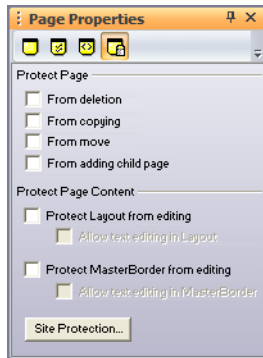 Page Properties
Protect Page
From deletion
From copying
From move
From adding child page
Protect Page Content
Protect Layout from editing
Allow text editing in Layout
Protect MasterBorder from editing
Allow text editing in MasterBorder
Site Protection...